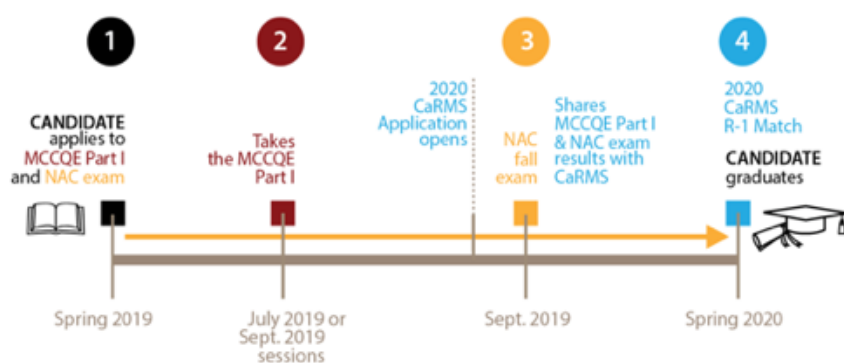 1
2
3
4
CANDIDATE
applies to
MCCQE Part I
and NAC exam
Takes
the MCCQE
Part I
2020
CaRMS
Application
opens
NAC
fall
exam
Shares
MCCQE Part I
& NAC exam
results with
CaRMS
2020
CaRMS
R-1 Match
CANDIDATE
graduates
Spring 2019
July 2019 or
Sept. 2019
sessions
Sept. 2019
Spring 2020